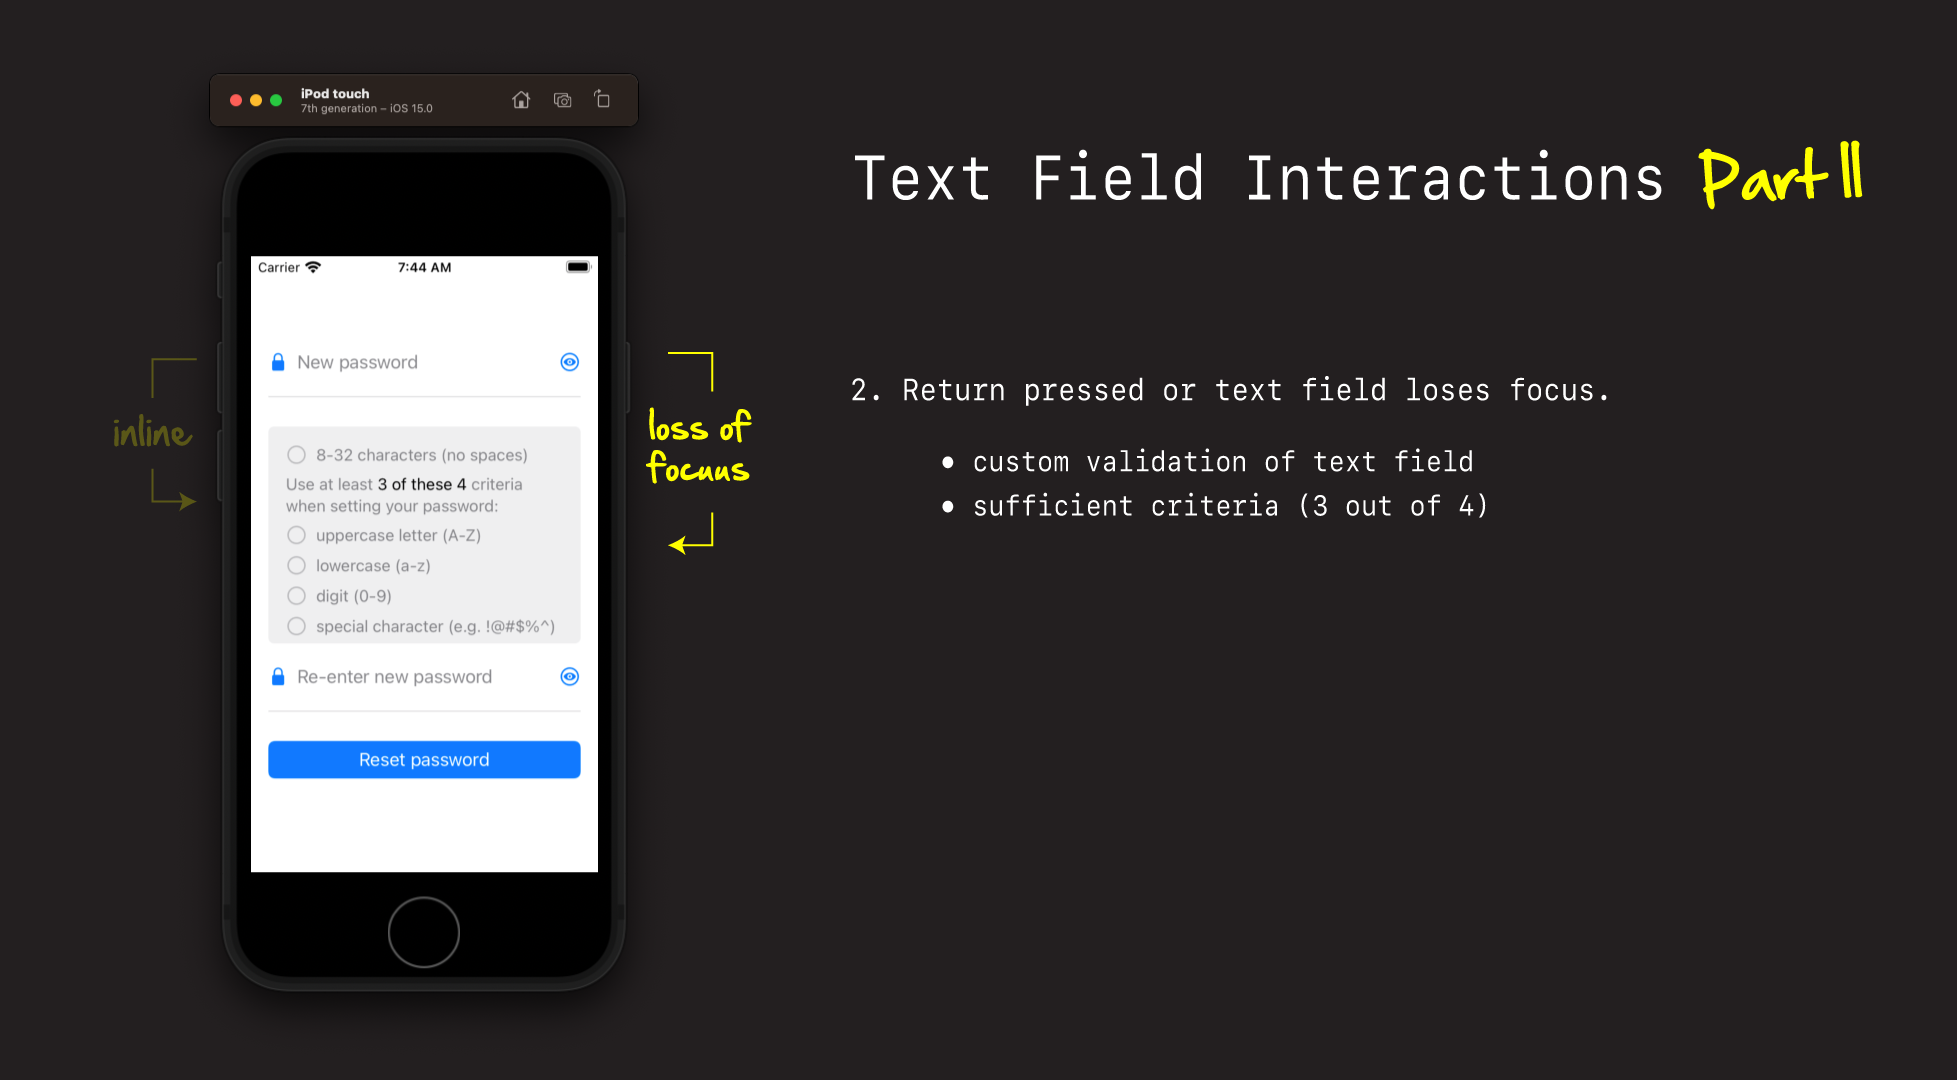 iPod touch
7th generation – iOS 15.0
Text Field Interactions Part II
Carrier 7:44 AM
New password
2. Return pressed or text field loses focus.
inline
loss of
focuus
8-32 characters (no spaces)
• custom validation of text field
Use at least 3 of these 4 criteria
when setting your password:
• sufficient criteria (3 out of 4)
uppercase letter (A-Z)
lowercase (a-z)
digit (0-9)
special character (e.g. !@#$%^)
Re-enter new password
Reset password